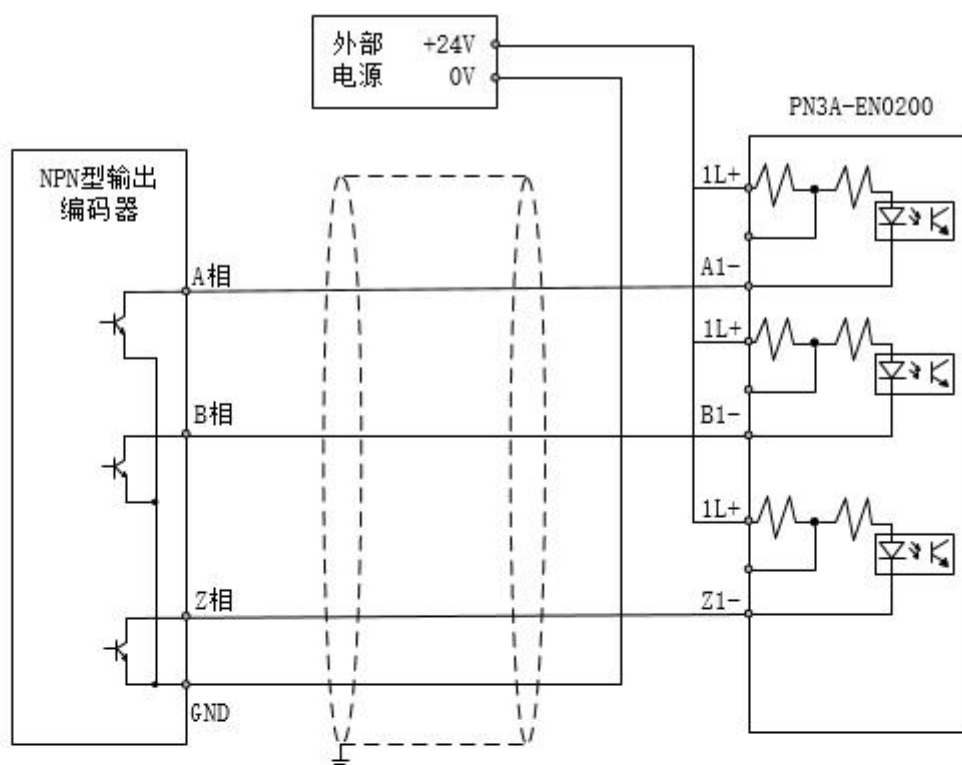 外部 +24V
电源 0V
PN3A-EN0200
NPN型输出
编码器
1L+
A相
A1-
1L+
B相
B1-
1L+
Z相
Z1-
GND